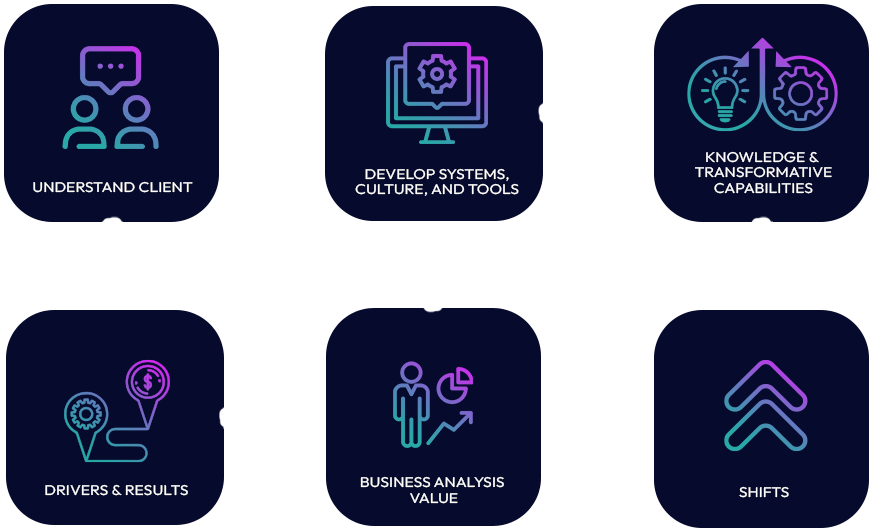 UNDERSTAND CLIENT
DEVELOP SYSTEMS,
CULTURE, AND TOOLS
KNOWLEDGE &
TRANSFORMATIVE
CAPABILITIES
$
DRIVERS & RESULTS
BUSINESS ANALYSIS
VALUE
SHIFTS